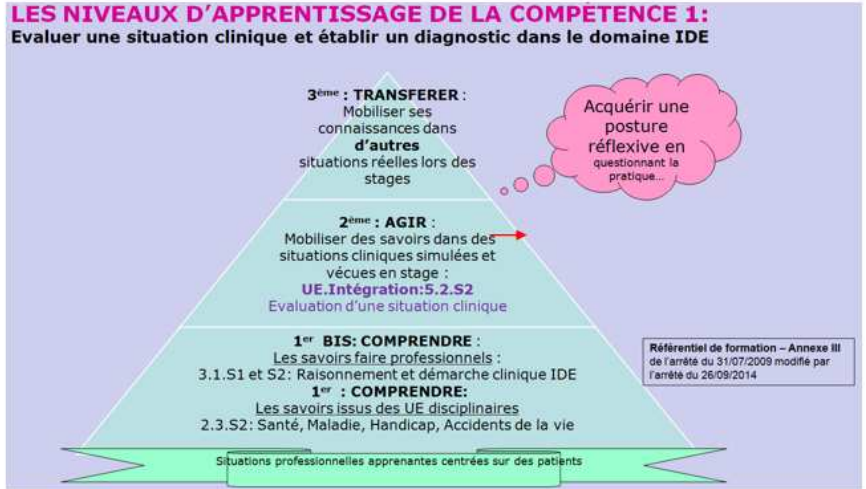 LES NIVEAUX D'APPRENTISSAGE DE LA COMPÉTENCE 1:
Evaluer une situation clinique et établir un diagnostic dans le domaine IDE
3ème : TRANSFERER :
Mobiliser ses
connaissances dans
d'autres
situations réelles lors des
stages
Acquérir une
posture
réflexive en
questionnant la
pratique...
2ème : AGIR :
Mobiliser des savoirs dans des
situations cliniques simulées et
vécues en stage :
UE.Intégration:5.2.S2
Evaluation d'une situation clinique
1er BIS: COMPRENDRE :
Les savoirs faire professionnels :
3.1.S1 et S2: Raisonnement et démarche clinique IDE
1er : COMPRENDRE:
Les savoirs issus des UE disciplinaires
2.3.S2: Santé, Maladie, Handicap, Accidents de la vie
Référentiel de formation – Annexe III
de l'arrêté du 31/07/2009 modifié par
l'arrêté du 26/09/2014
Situations professionnelles apprenantes centrées sur des patients